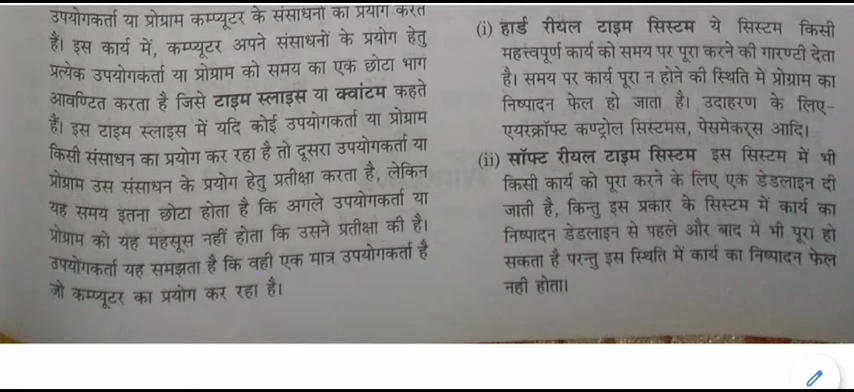 उपयोगकर्ता या प्रोग्राम कम्प्यूटर के संसाधनों का प्रयोग करते
हैं। इस कार्य में, कम्प्यूटर अपने संसाधनों के प्रयोग हेतु
प्रत्येक उपयोगकर्ता या प्रोग्राम को समय का एक छोटा भाग
आवण्टित करता है जिसे टाइम स्लाइस या क्वांटम कहते
हैं। इस टाइम स्लाइस में यदि कोई उपयोगकर्ता या प्रोग्राम
किसी संसाधन का प्रयोग कर रहा है तो दूसरा उपयोगकर्ता या
प्रोग्राम उस संसाधन के प्रयोग हेतु प्रतीक्षा करता है, लेकिन
यह समय इतना छोटा होता है कि अगले उपयोगकर्ता या
प्रोग्राम को यह महसूस नहीं होता कि उसने प्रतीक्षा की है।
उपयोगकर्ता यह समझता है कि वही एक मात्र उपयोगकर्ता है
जो कम्प्यूटर का प्रयोग कर रहा है।
(i) हार्ड रीयल टाइम सिस्टम ये सिस्टम किसी
महत्त्वपूर्ण कार्य को समय पर पूरा करने की गारण्टी देता
है। समय पर कार्य पूरा न होने की स्थिति में प्रोग्राम का
निष्पादन फेल हो जाता है। उदाहरण के लिए-
एयरक्रॉफ्ट कण्ट्रोल सिस्टमस, पेसमेकर्स आदि।
(ii) सॉफ्ट रीयल टाइम सिस्टम इस सिस्टम में भी
किसी कार्य को पूरा करने के लिए एक डेडलाइन दी
जाती है, किन्तु इस प्रकार के सिस्टम में कार्य का
निष्पादन डेडलाइन से पहले और बाद मे भी पूरा हो
सकता है परन्तु इस स्थिति में कार्य का निष्पादन फेल
नही होता।